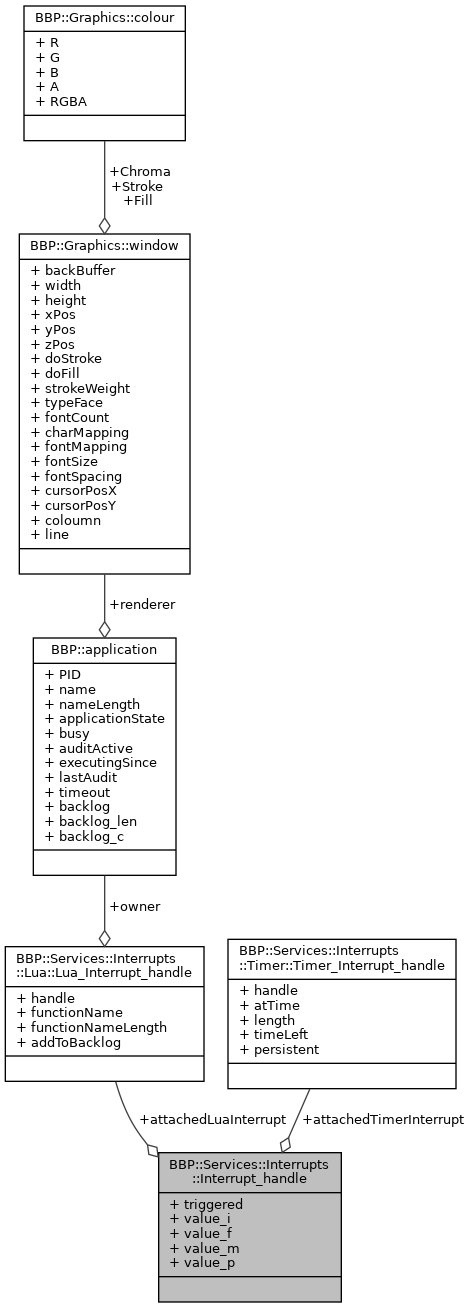 BBP::Graphics::colour
+ R
+ G
+ B
+ A
+ RGBA
+Chroma
+Stroke
+Fill
BBP::Graphics::window
+ backBuffer
+ width
+ height
+ xPos
+ yPos
+ zPos
+ doStroke
+ doFill
+ strokeWeight
+ typeFace
+ fontCount
+ charMapping
+ fontMapping
+ fontSize
+ fontSpacing
+ cursorPosX
+ cursorPosY
+ coloumn
+ line
+renderer
BBP::application
+ PID
+ name
+ nameLength
+ applicationState
+ busy
+ auditActive
+ executingSince
+ lastAudit
+ timeout
+ backlog
+ backlog_len
+ backlog_c
+owner
BBP::Services::Interrupts
::Lua::Lua_Interrupt_handle
+ handle
+ functionName
+ functionNameLength
+ addToBacklog
BBP::Services::Interrupts
::Timer::Timer_Interrupt_handle
+ handle
+ atTime
+ length
+ timeLeft
+ persistent
+attachedLuaInterrupt
+attachedTimerInterrupt
BBP::Services::Interrupts
::Interrupt_handle
+ triggered
+ value_i
+ value_f
+ value_m
+ value_p